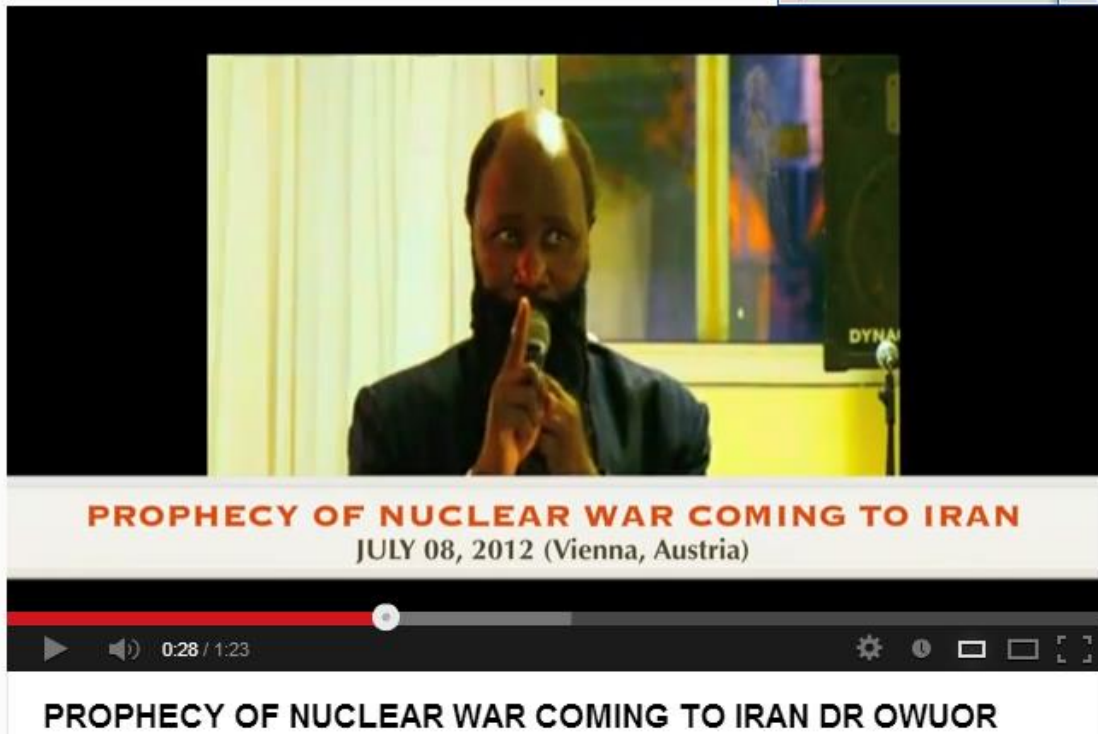 DYNA
PROPHECY OF NUCLEAR WAR COMING TO IRAN
JULY 08, 2012 (Vienna, Austria)
0:28 / 1:23
PROPHECY OF NUCLEAR WAR COMING TO IRAN DR OWUOR